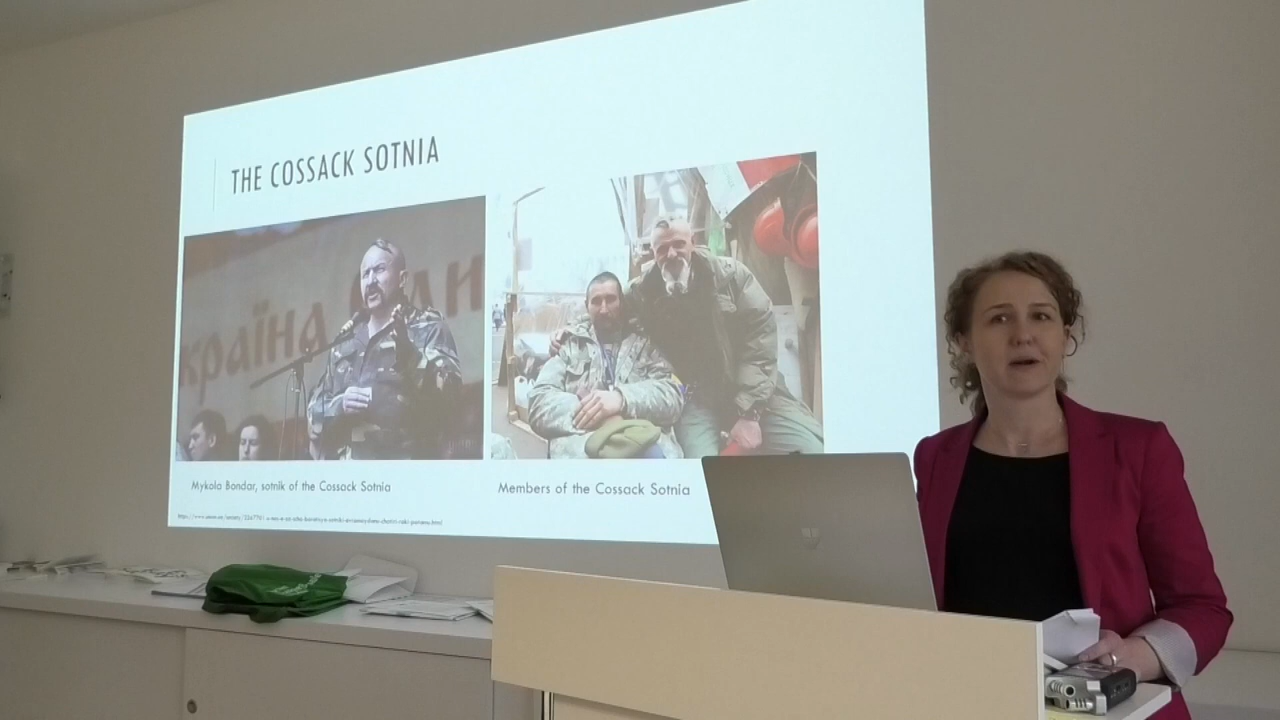 THE COSSACK SOTNIA
країна
Mykola Bondar, sotnik of the Cossack Sotnia
Members of the Cossack Sotnia